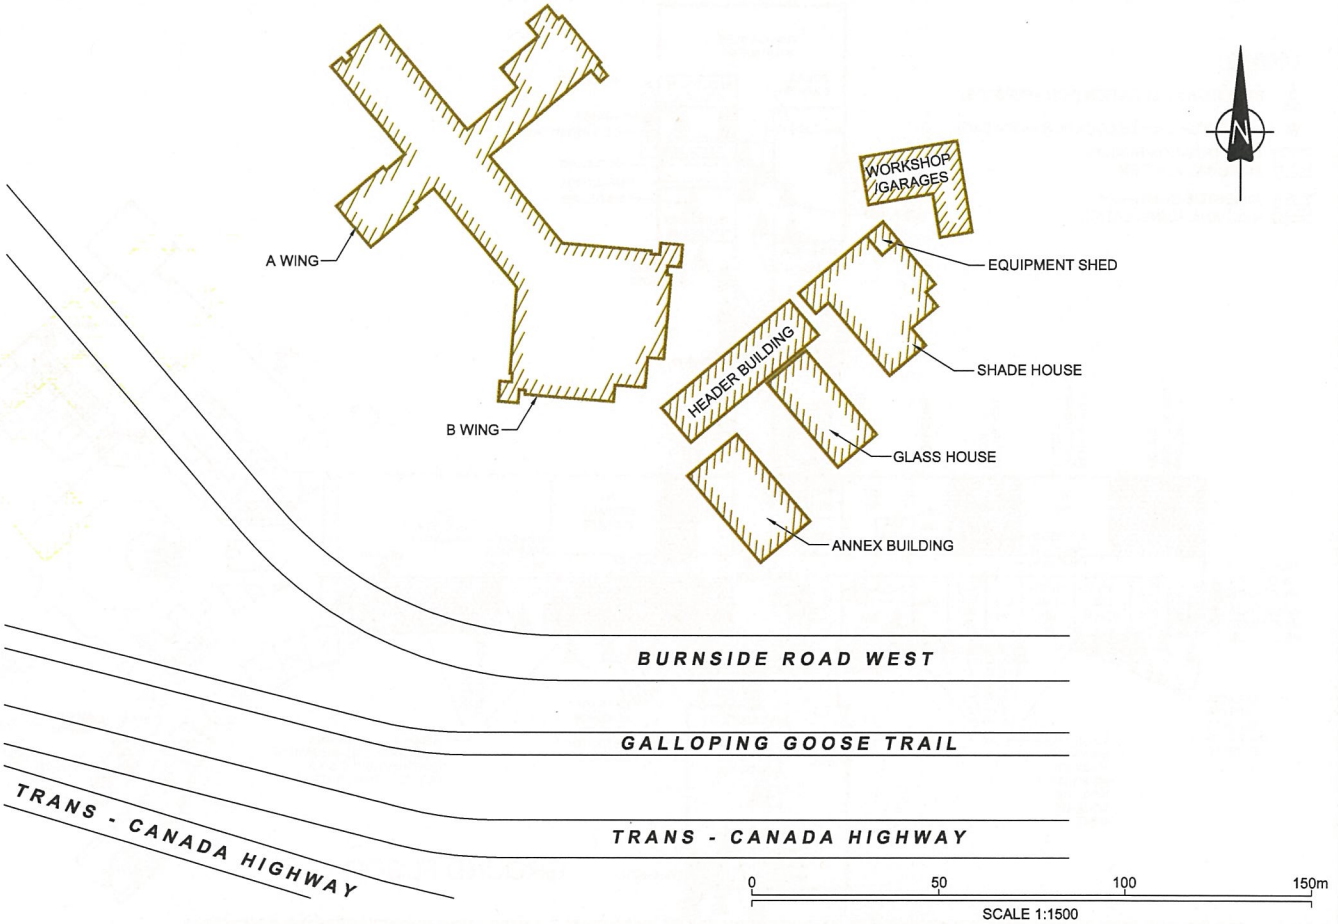 N
WORKSHOP
/GARAGES
A WING
EQUIPMENT SHED
HEADER BUILDING
SHADE HOUSE
B WING
GLASS HOUSE
ANNEX BUILDING
BURNSIDE ROAD WEST
GALLOPING GOOSE TRAIL
TRANS - CANADA HIGHWAY
TRANS - CANADA HIGHWAY
0 50 100 150m
SCALE 1:1500